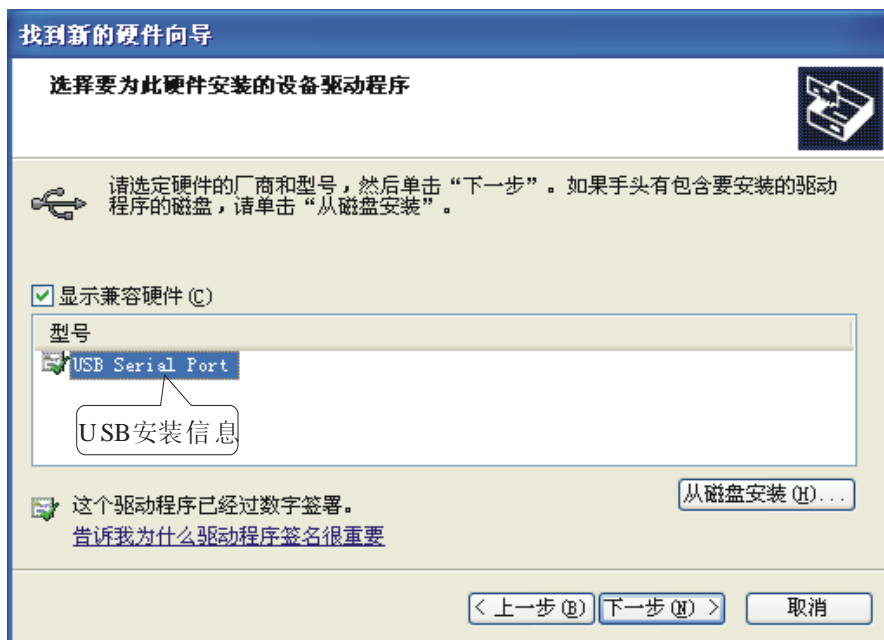 找到新的硬件向导
选择要为此硬件安装的设备驱动程序
请选定硬件的厂商和型号，然后单击“下一步”。如果手头有包含要安装的驱动
程序的磁盘，请单击“从磁盘安装”。
显示兼容硬件(C)
型号
USB Serial Port
USB安装信息
这个驱动程序已经过数字签署。
从磁盘安装(H)...
告诉我为什么驱动程序签名很重要
< 上一步(B) 下一步(N) > 取消